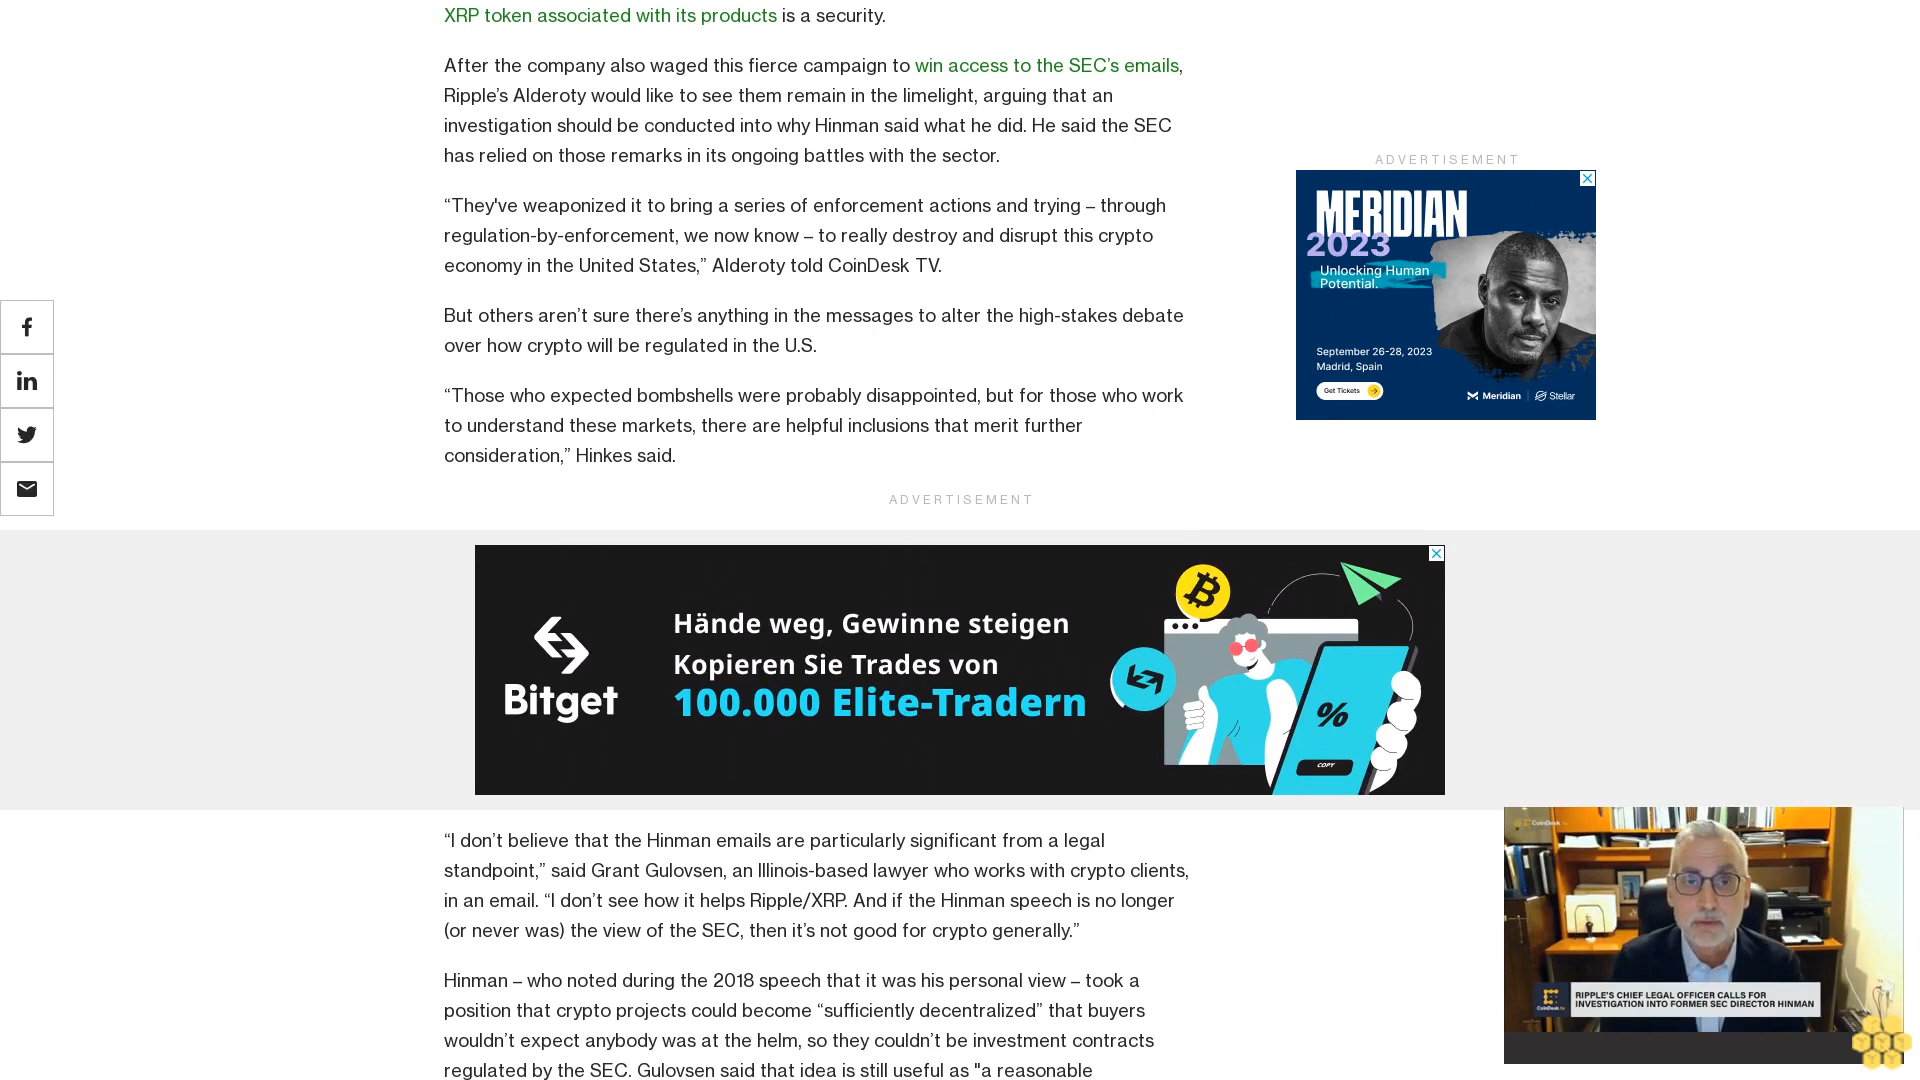 XRP token associated with its products is a security.
After the company also waged this fierce campaign to win access to the SEC’s emails,
Ripple’s Alderoty would like to see them remain in the limelight, arguing that an
investigation should be conducted into why Hinman said what he did. He said the SEC
has relied on those remarks in its ongoing battles with the sector.
“They've weaponized it to bring a series of enforcement actions and trying – through
regulation-by-enforcement, we now know – to really destroy and disrupt this crypto
economy in the United States,” Alderoty told CoinDesk TV.
But others aren’t sure there’s anything in the messages to alter the high-stakes debate
over how crypto will be regulated in the U.S.
“Those who expected bombshells were probably disappointed, but for those who work
to understand these markets, there are helpful inclusions that merit further
consideration,” Hinkes said.
ADVERTISEMENT
MERIDIAN
2023
Unlocking Human
Potential.
September 26-28, 2023
Madrid, Spain
Get Tickets
Meridian
Stellar
ADVERTISEMENT
Bitget
Hände weg, Gewinne steigen
Kopieren Sie Trades von
100.000 Elite-Tradern
%
COPY
“I don’t believe that the Hinman emails are particularly significant from a legal
standpoint,” said Grant Gulovsen, an Illinois-based lawyer who works with crypto clients,
in an email. “I don’t see how it helps Ripple/XRP. And if the Hinman speech is no longer
(or never was) the view of the SEC, then it’s not good for crypto generally.”
Hinman – who noted during the 2018 speech that it was his personal view – took a
position that crypto projects could become “sufficiently decentralized” that buyers
wouldn’t expect anybody was at the helm, so they couldn’t be investment contracts
regulated by the SEC. Gulovsen said that idea is still useful as "a reasonable
CoinDesk tv
CoinDesk tv
RIPPLE'S CHIEF LEGAL OFFICER CALLS FOR
INVESTIGATION INTO FORMER SEC DIRECTOR HINMAN